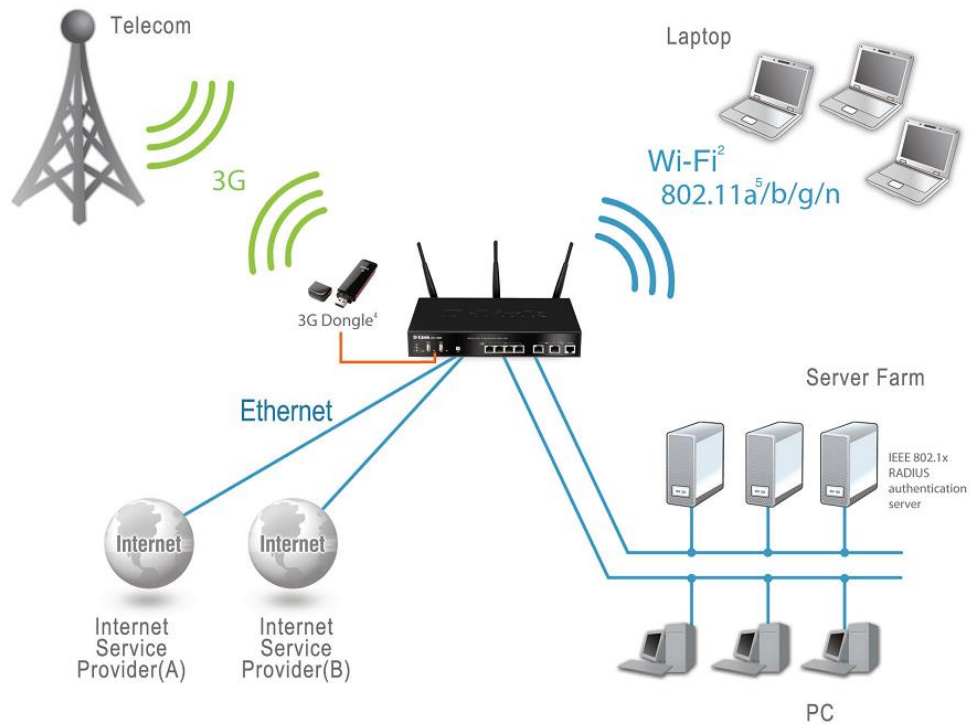 Telecom
Laptop
3G
Wi-Fi²
802.11a⁵/b/g/n
3G Dongle⁴
D-Link
Ethernet
Server Farm
IEEE 802.1x
RADIUS
authentication
server
Internet
Internet
Internet
Service
Provider(A)
Internet
Service
Provider(B)
PC